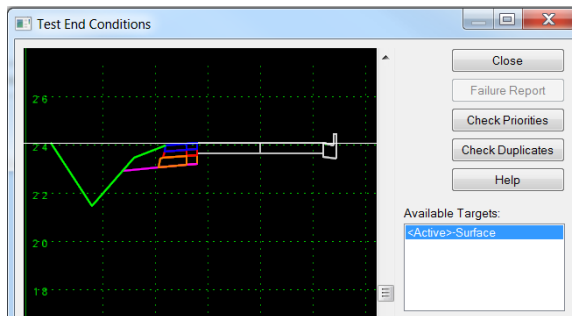 Test End Conditions
Close
Failure Report
Check Priorities
Check Duplicates
Help
Available Targets:
<Active>-Surface
26
24
22
20
18